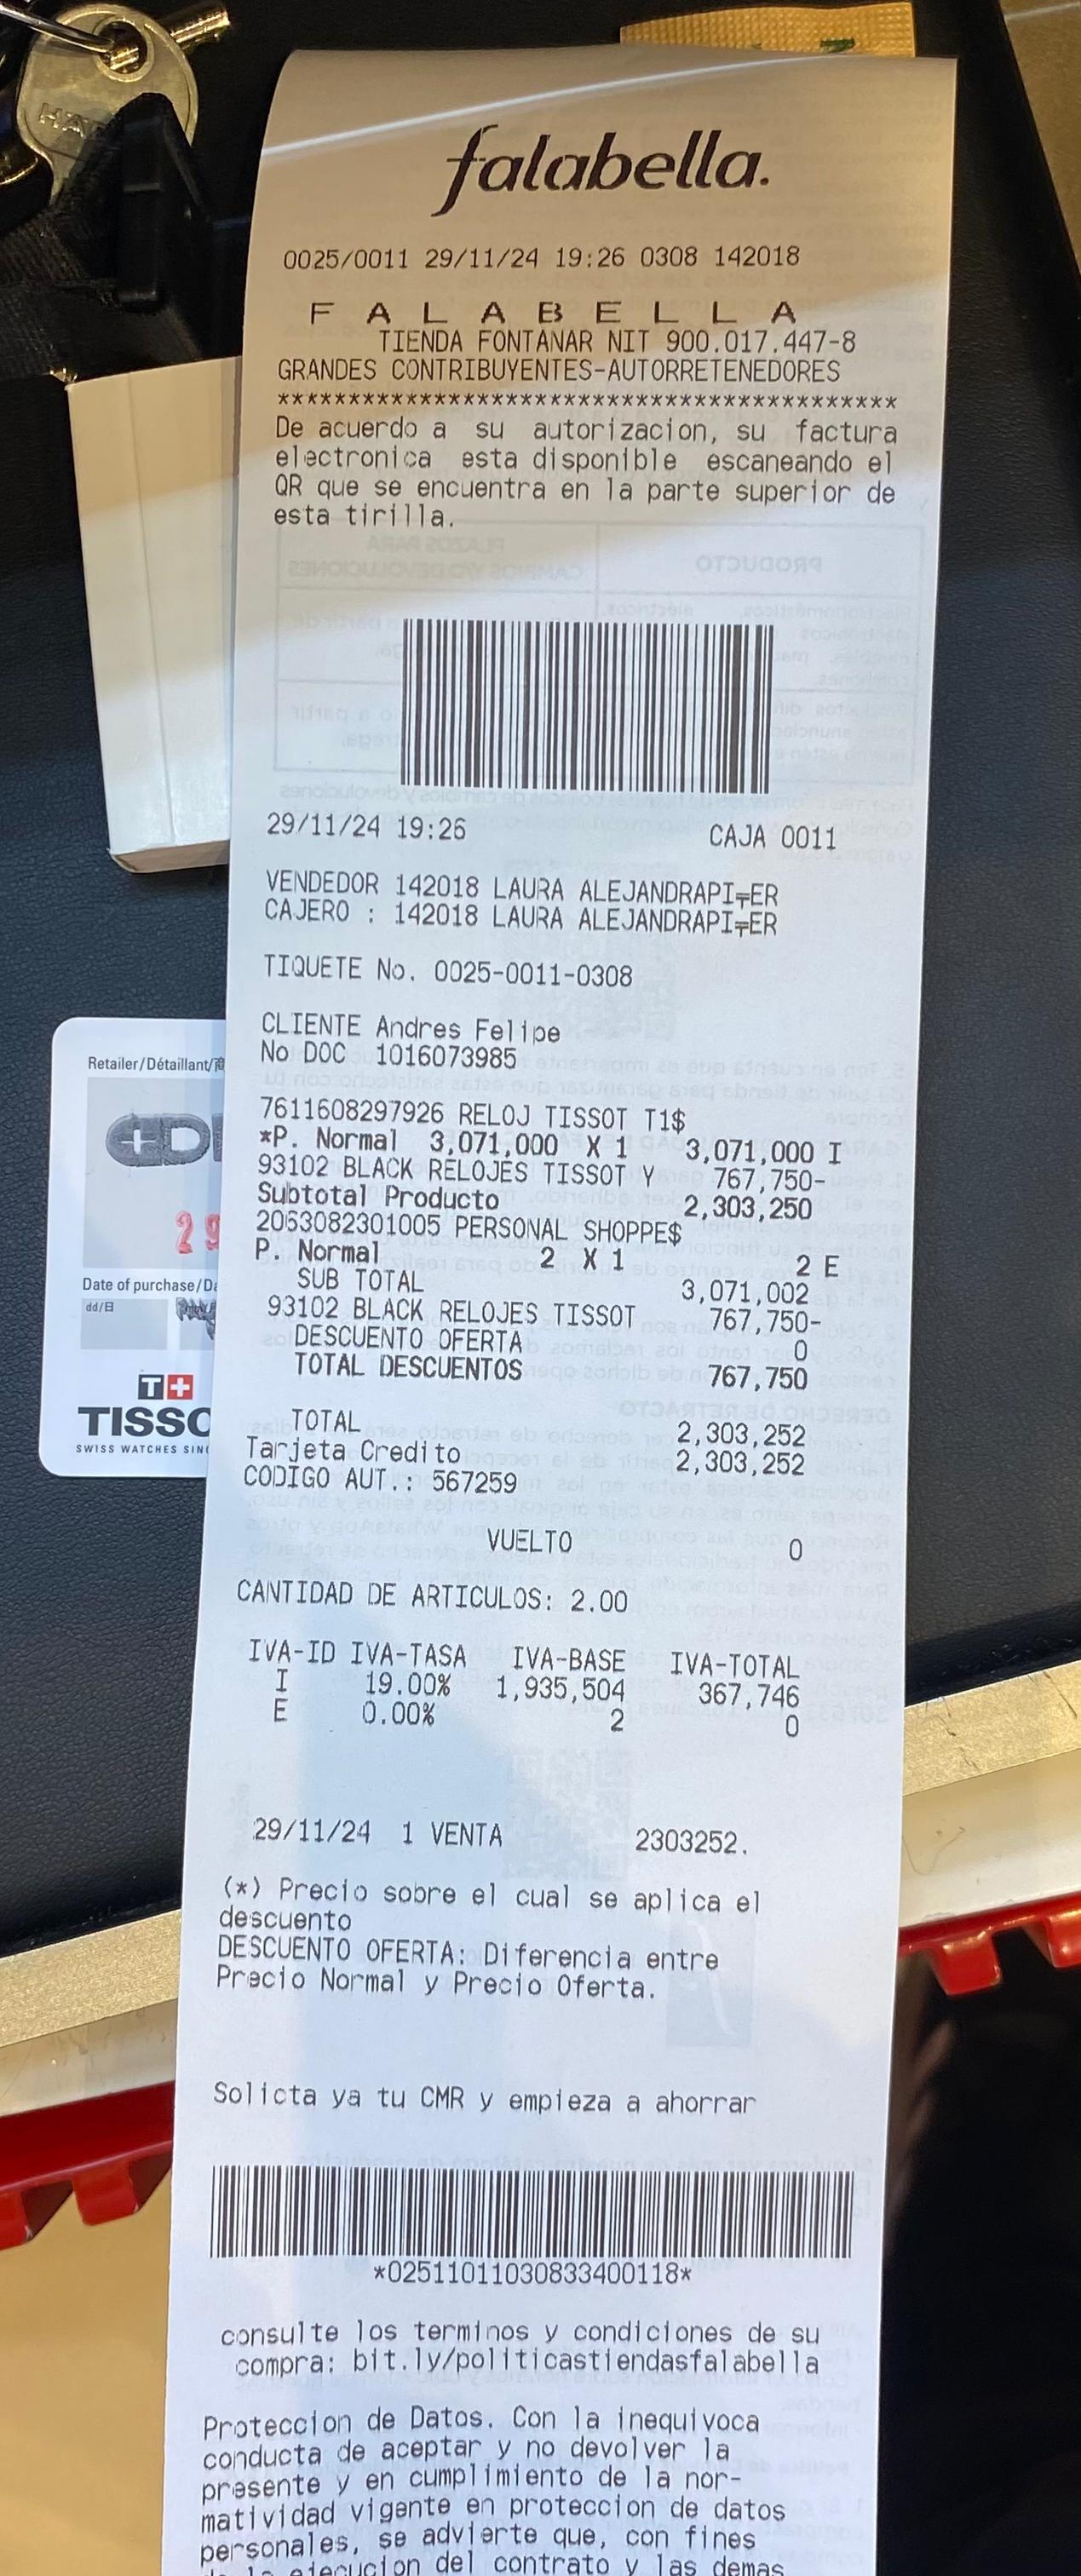 falabella.
0025/0011 29/11/24 19:26 0308 142018
F A L A B E L L A
TIENDA FONTANAR NIT 900.017.447-8
GRANDES CONTRIBUYENTES-AUTORRETENEDORES
********************************************
De acuerdo a su autorizacion, su factura
electronica esta disponible escaneando el
QR que se encuentra en la parte superior de
esta tirilla.
29/11/24 19:26 CAJA 0011
VENDEDOR 142018 LAURA ALEJANDRAPI╤ER
CAJERO : 142018 LAURA ALEJANDRAPI╤ER
TIQUETE No. 0025-0011-0308
CLIENTE Andres Felipe
No DOC 1016073985
7611608297926 RELOJ TISSOT T1$
*P. Normal 3,071,000 X 1 3,071,000 I
93102 BLACK RELOJES TISSOT Y 767,750-
Subtotal Producto 2,303,250
2063082301005 PERSONAL SHOPPE$
P. Normal 2 X 1 2 E
SUB TOTAL 3,071,002
93102 BLACK RELOJES TISSOT 767,750-
DESCUENTO OFERTA 0
TOTAL DESCUENTOS 767,750
TOTAL 2,303,252
Tarjeta Credito 2,303,252
CODIGO AUT.: 567259
VUELTO 0
CANTIDAD DE ARTICULOS: 2.00
IVA-ID IVA-TASA IVA-BASE IVA-TOTAL
I 19.00% 1,935,504 367,746
E 0.00% 2 0
29/11/24 1 VENTA 2303252.
(*) Precio sobre el cual se aplica el
descuento
DESCUENTO OFERTA: Diferencia entre
Precio Normal y Precio Oferta.
Solicta ya tu CMR y empieza a ahorrar
*02511011030833400118*
consulte los terminos y condiciones de su
compra: bit.ly/politicastiendasfalabella
Proteccion de Datos. Con la inequivoca
conducta de aceptar y no devolver la
presente y en cumplimiento de la nor-
matividad vigente en proteccion de datos
personales, se advierte que, con fines
de la ejecucion del contrato y las demas
Retailer/Détaillant/商
29
Date of purchase/Da
dd/日
T+
TISSO
SWISS WATCHES SIN